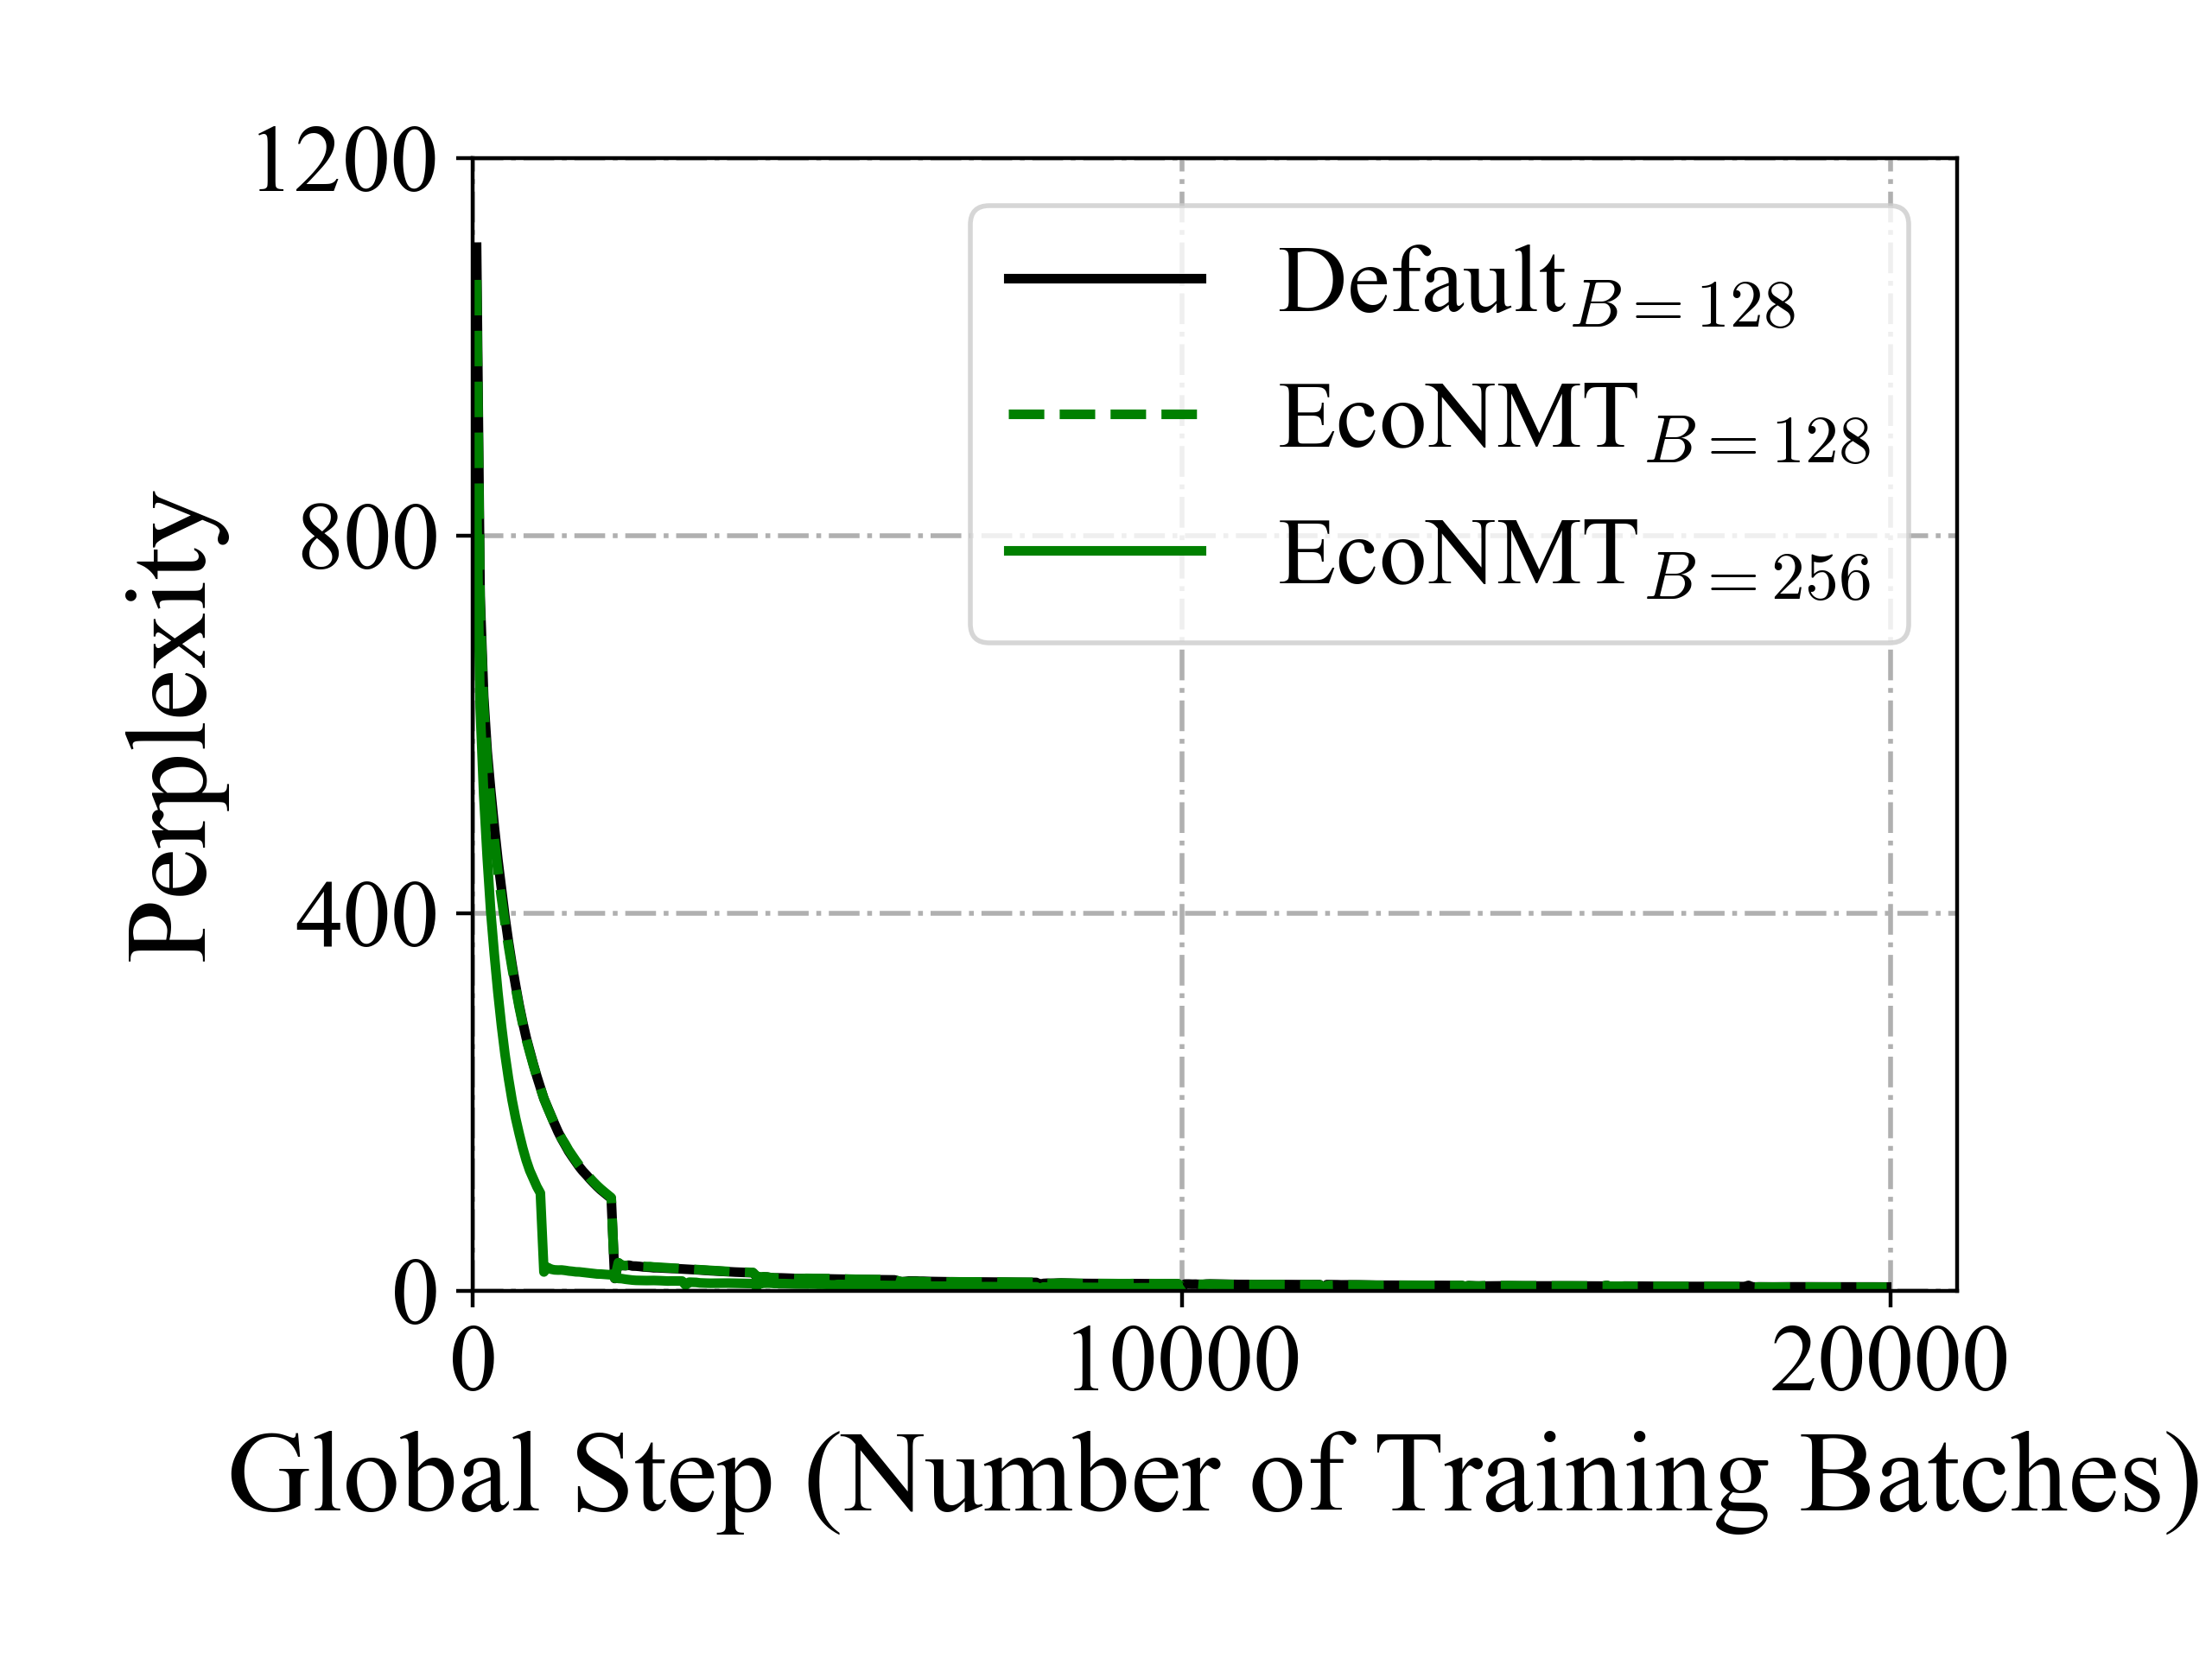 1200
800
400
0
Perplexity
Default B = 128
EcoNMT B = 128
EcoNMT B = 256
0 10000 20000
Global Step (Number of Training Batches)